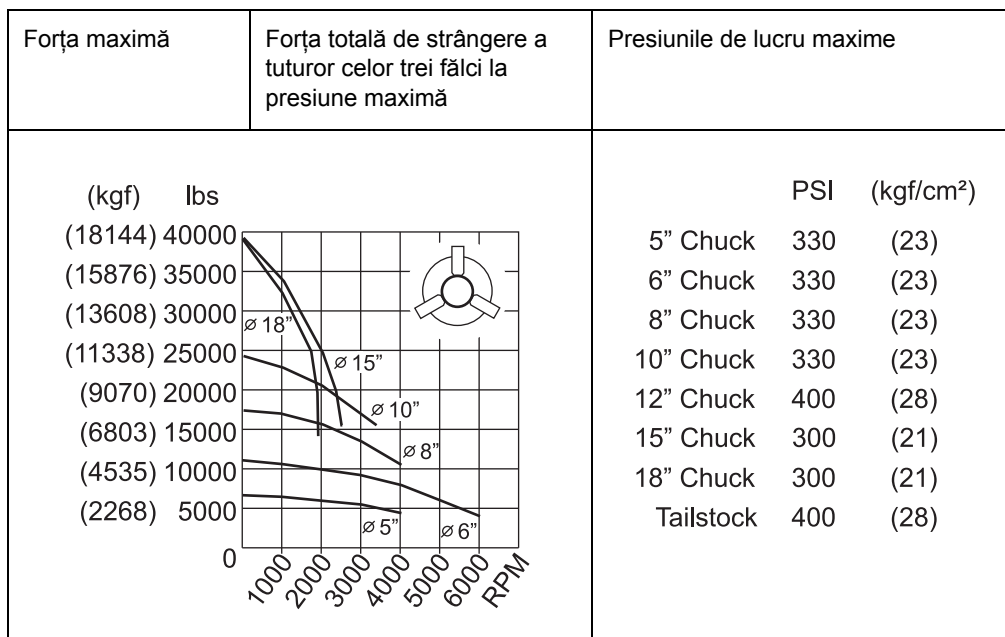 Forța maximă
Forța totală de strângere a
tuturor celor trei fălci la
presiune maximă
Presiunile de lucru maxime
(kgf) lbs
(18144) 40000
(15876) 35000
(13608) 30000
(11338) 25000
(9070) 20000
(6803) 15000
(4535) 10000
(2268) 5000
0
⌀ 18"
⌀ 15"
⌀ 10"
⌀ 8"
⌀ 5"
⌀ 6"
1000
2000
3000
4000
5000
6000
RPM
PSI (kgf/cm²)
5” Chuck 330 (23)
6” Chuck 330 (23)
8” Chuck 330 (23)
10” Chuck 330 (23)
12” Chuck 400 (28)
15” Chuck 300 (21)
18” Chuck 300 (21)
Tailstock 400 (28)